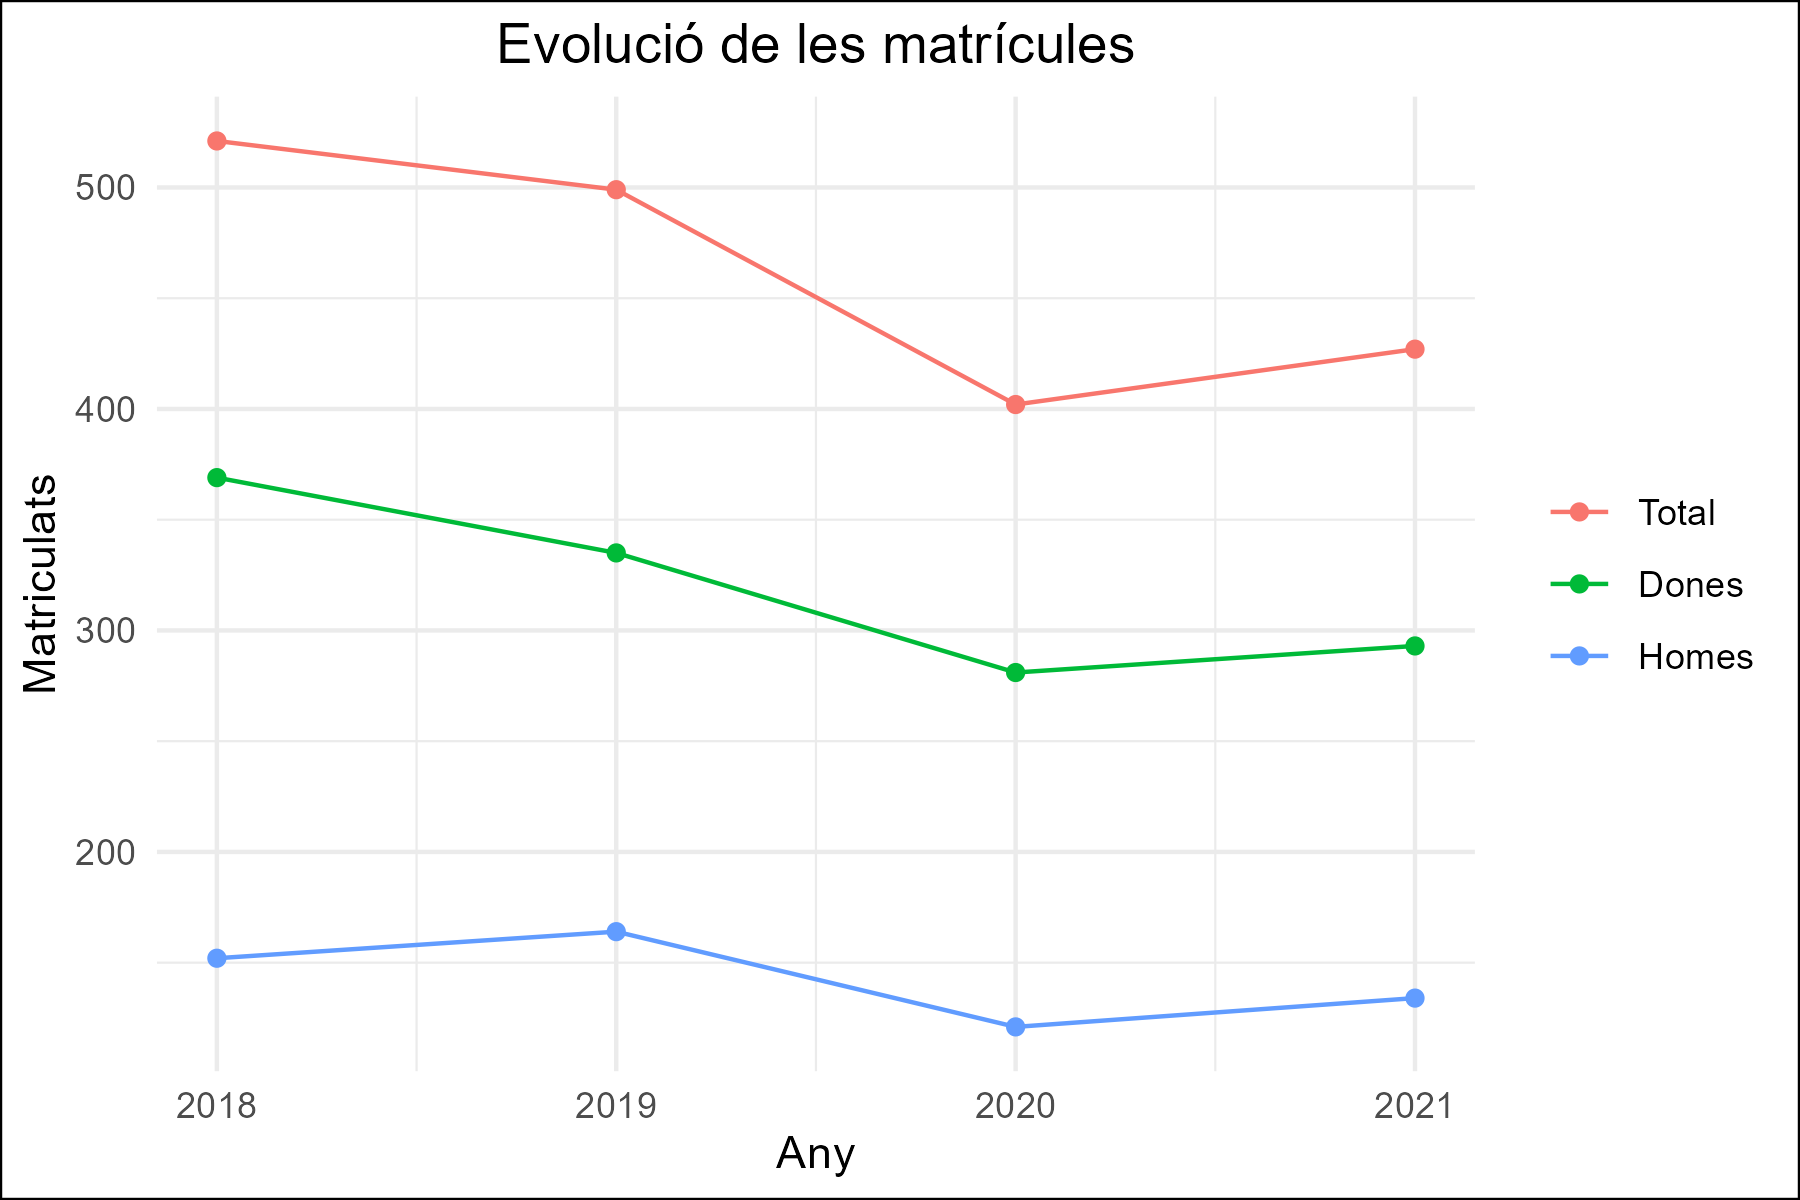 Evolució de les matrícules
500
400
300
200
Matriculats
2018 2019 2020 2021
Any
Total
Dones
Homes